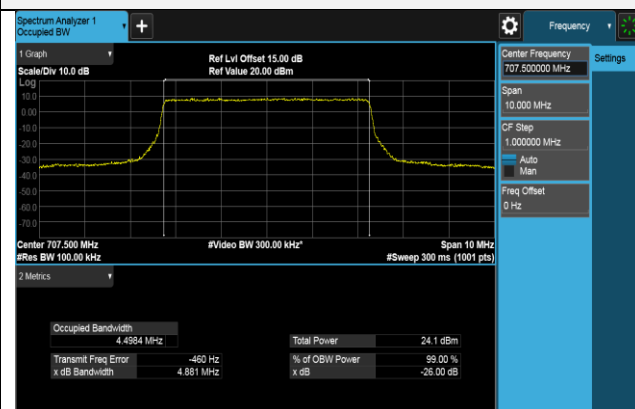 Spectrum Analyzer 1
Occupied BW
Frequency
1 Graph
Scale/Div 10.0 dB
Ref Lvl Offset 15.00 dB
Ref Value 20.00 dBm
Log
10.0
0.00
-10.0
-20.0
-30.0
-40.0
-50.0
-60.0
-70.0
Center 707.500 MHz
#Video BW 300.00 kHz*
Span 10 MHz
#Res BW 100.00 kHz
#Sweep 300 ms (1001 pts)
Center Frequency
707.500000 MHz
Settings
Span
10.000 MHz
CF Step
1.000000 MHz
Auto
Man
Freq Offset
0 Hz
2 Metrics
Occupied Bandwidth
4.4984 MHz
Total Power 24.1 dBm
Transmit Freq Error -460 Hz
% of OBW Power 99.00 %
x dB Bandwidth 4.881 MHz
x dB -26.00 dB